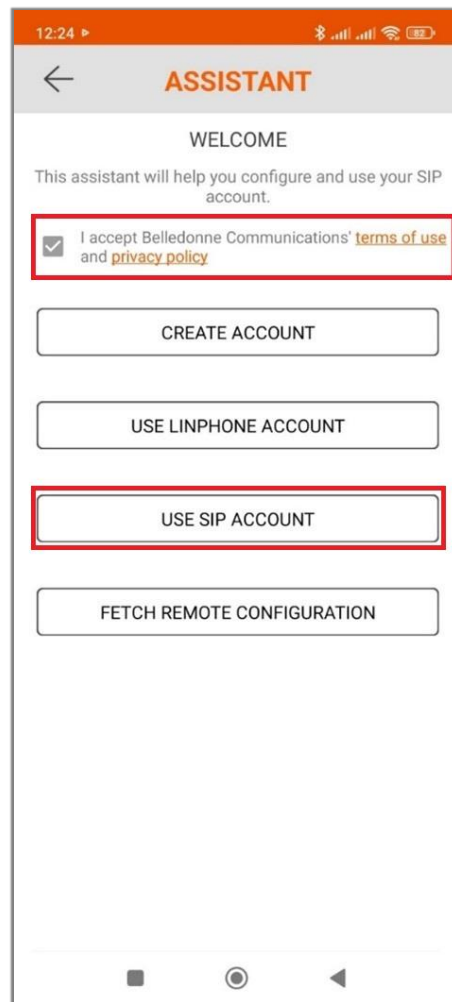 12:24
82
ASSISTANT
WELCOME
This assistant will help you configure and use your SIP
account.
I accept Belledonne Communications' terms of use
and privacy policy
CREATE ACCOUNT
USE LINPHONE ACCOUNT
USE SIP ACCOUNT
FETCH REMOTE CONFIGURATION